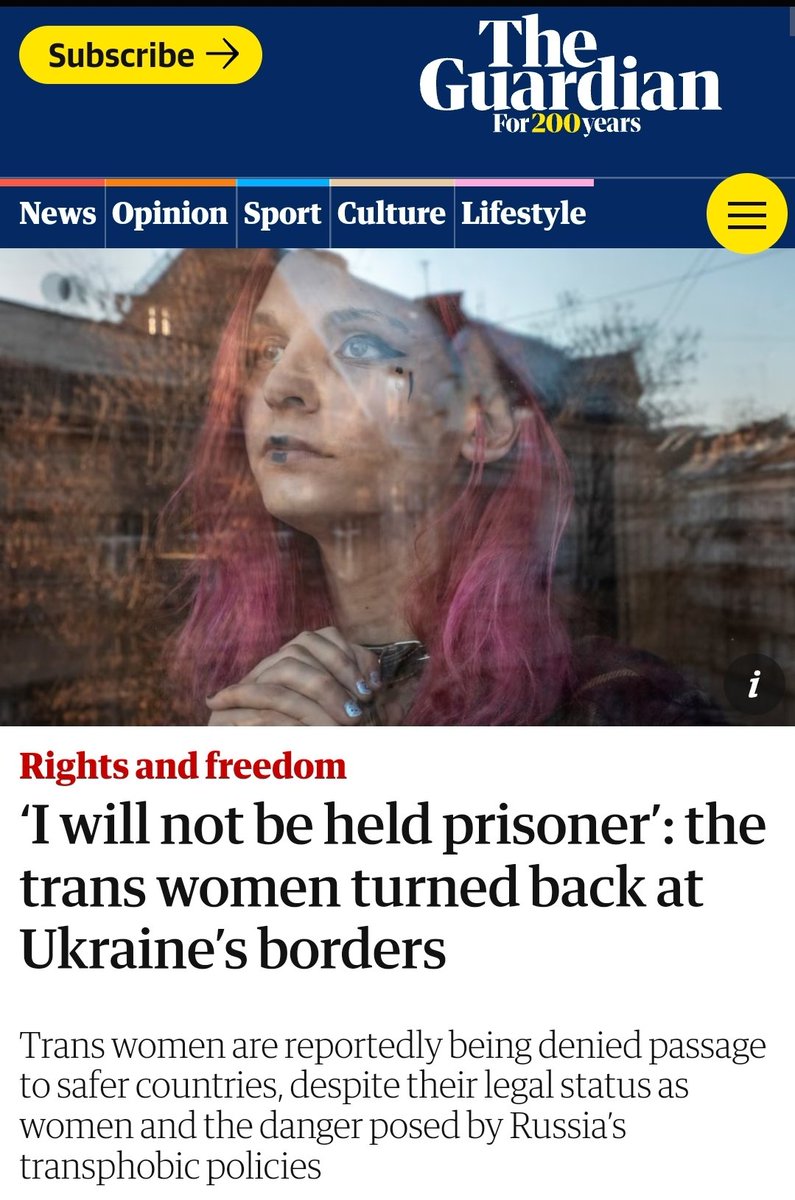 Subscribe →
The
Guardian
For 200 years
News Opinion Sport Culture Lifestyle
i
Rights and freedom
‘I will not be held prisoner’: the
trans women turned back at
Ukraine’s borders
Trans women are reportedly being denied passage
to safer countries, despite their legal status as
women and the danger posed by Russia’s
transphobic policies